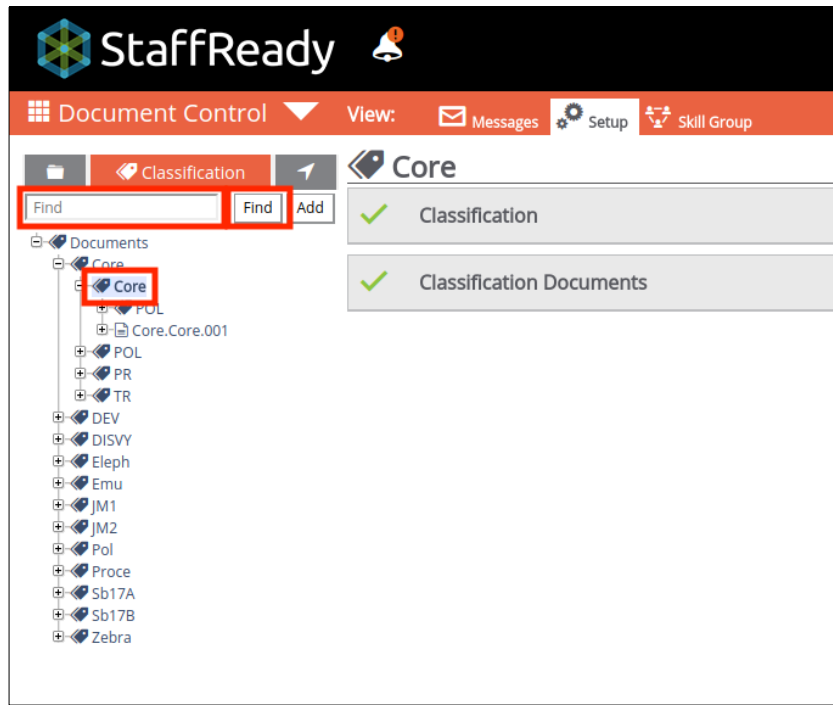 StaffReady
Document Control View: Messages Setup Skill Group
Classification
Core
Find Find Add
Classification
Documents
Core
Core
Classification Documents
POL
Core.Core.001
POL
PR
TR
DEV
DISVY
Eleph
Emu
JM1
JM2
Pol
Proce
Sb17A
Sb17B
Zebra